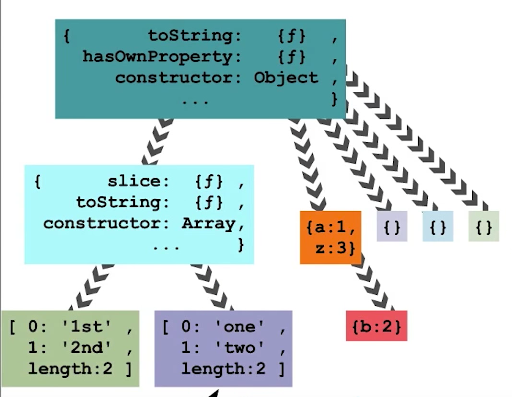 { toString: {f} ,
hasOwnProperty: {f} ,
constructor: Object ,
... }
{ slice: {f} ,
toString: {f} ,
constructor: Array,
... }
{a:1,
z:3}
{}
{}
{}
[ 0: '1st' ,
1: '2nd' ,
length:2 ]
[ 0: 'one' ,
1: 'two' ,
length:2 ]
{b:2}